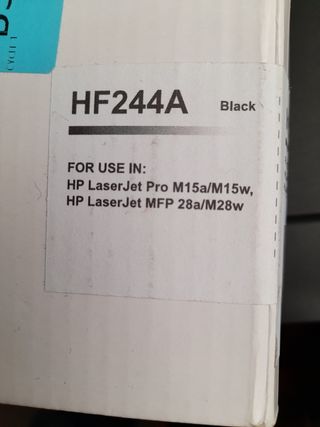 HF244A Black
FOR USE IN:
HP LaserJet Pro M15a/M15w,
HP LaserJet MFP 28a/M28w